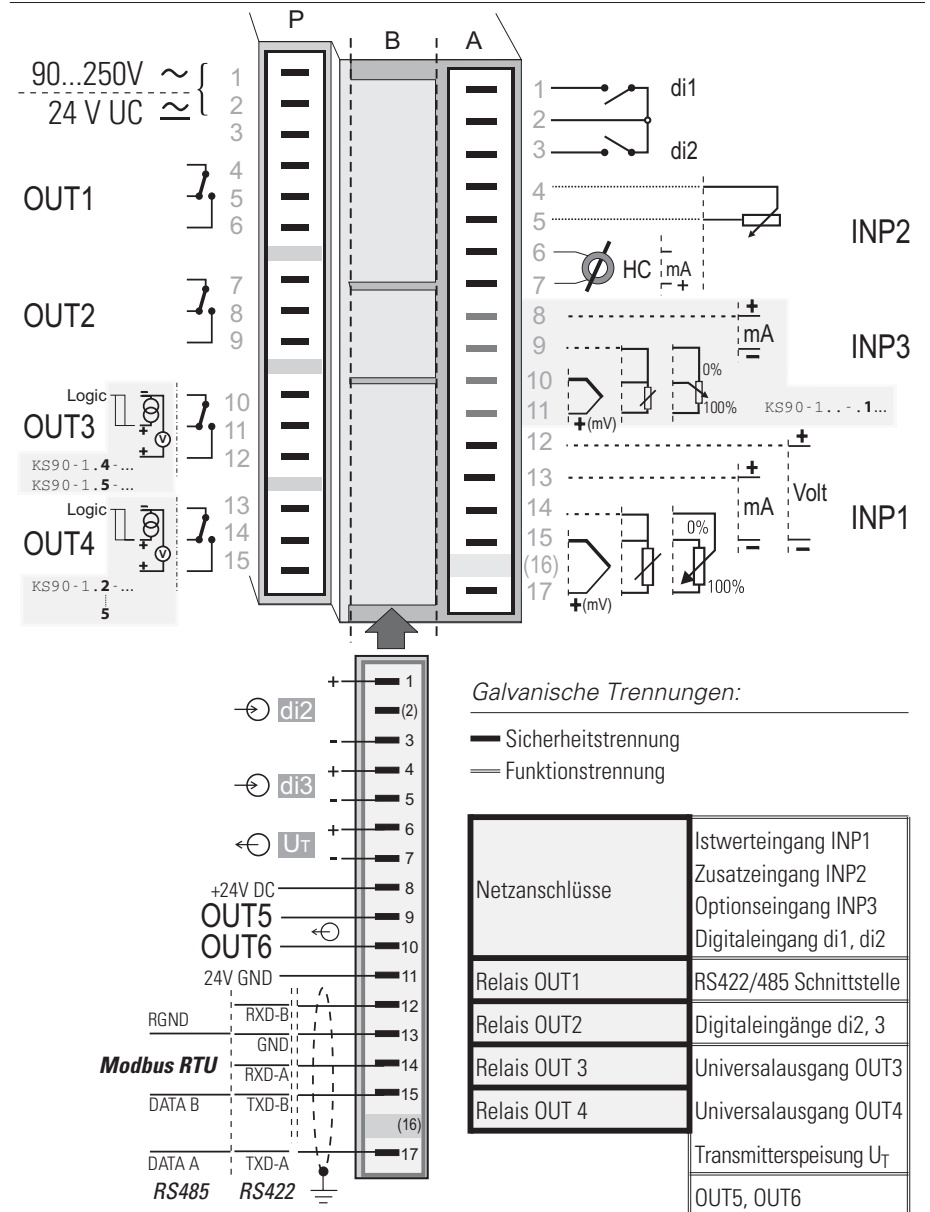 P
B
A
90...250V
24 V UC
1
2
3
4
5
6
7
8
9
10
11
12
13
14
15
OUT1
OUT2
Logic
OUT3
KS90-1.4-...
KS90-1.5-...
Logic
OUT4
KS90-1.2-...
5
V
V
1
2
3
4
5
6
7
8
9
10
11
12
13
14
15
(16)
17
di1
di2
INP2
HC
mA
- +
+
mA
INP3
0%
100%
+(mV)
KS90-1..-.1...
+
Volt
+
mA
INP1
0%
100%
+(mV)
+ 1
di2 (2)
- 3
+ 4
di3
- 5
+ 6
UT
- 7
+24V DC 8
OUT5 9
OUT6 10
24V GND 11
RXD-B 12
RGND 13
GND
Modbus RTU RXD-A 14
DATA B TXD-B 15
(16)
DATA A TXD-A 17
RS485 RS422
Galvanische Trennungen:
Sicherheitstrennung
Funktionstrennung
Netzanschlüsse
Istwerteingang INP1
Zusatzeingang INP2
Optionseingang INP3
Digitaleingang di1, di2
Relais OUT1
RS422/485 Schnittstelle
Relais OUT2
Digitaleingänge di2, 3
Relais OUT 3
Universalausgang OUT3
Relais OUT 4
Universalausgang OUT4
Transmitterspeisung UT
OUT5, OUT6